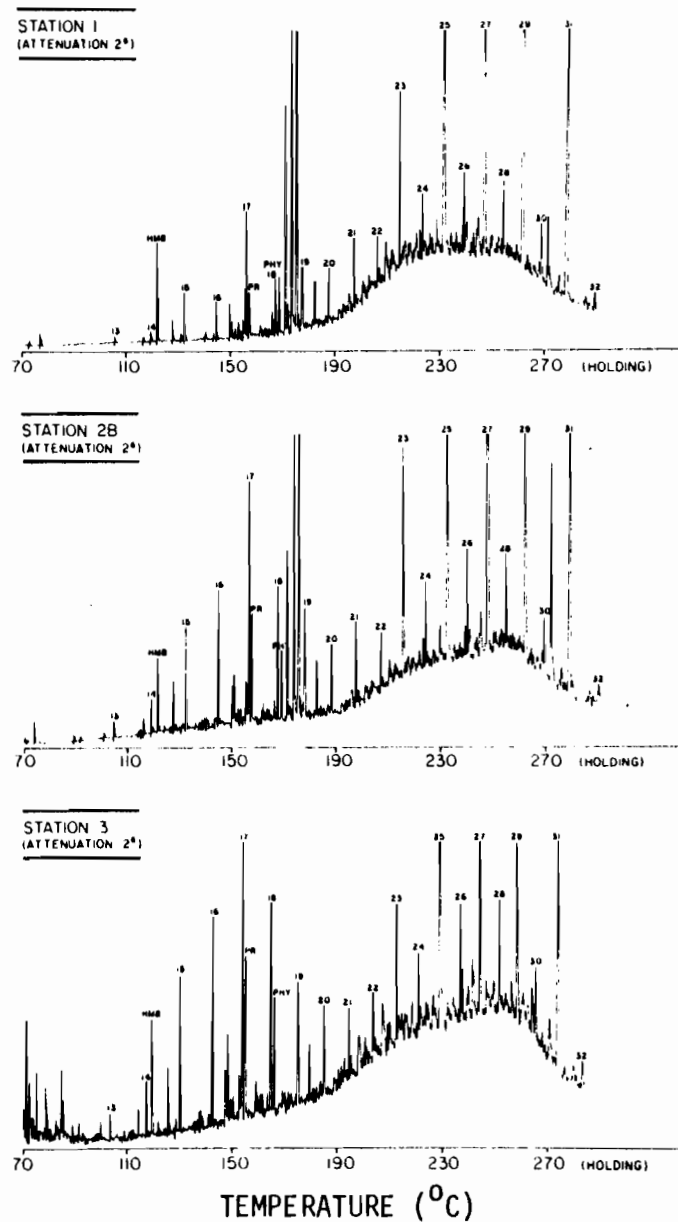 STATION 1
(ATTENUATION 2
13 14 HMB 15 16 17 PR PHY 18 19 20 21 22 23 24 25 26 27 28 29 30 31 32
70 110 150 190 230 270 (HOLDING)
STATION 2B
(ATTENUATION 2
13 14 HMB 15 16 17 PR 18 PHY 19 20 21 22 23 24 25 26 27 28 29 30 31 32
70 110 150 190 230 270 (HOLDING)
STATION 3
(ATTENUATION 2
13 14 HMB 15 16 17 PR 18 PHY 19 20 21 22 23 24 25 26 27 28 29 30 31 32
70 110 150 190 230 270 (HOLDING)
TEMPERATURE (°C)